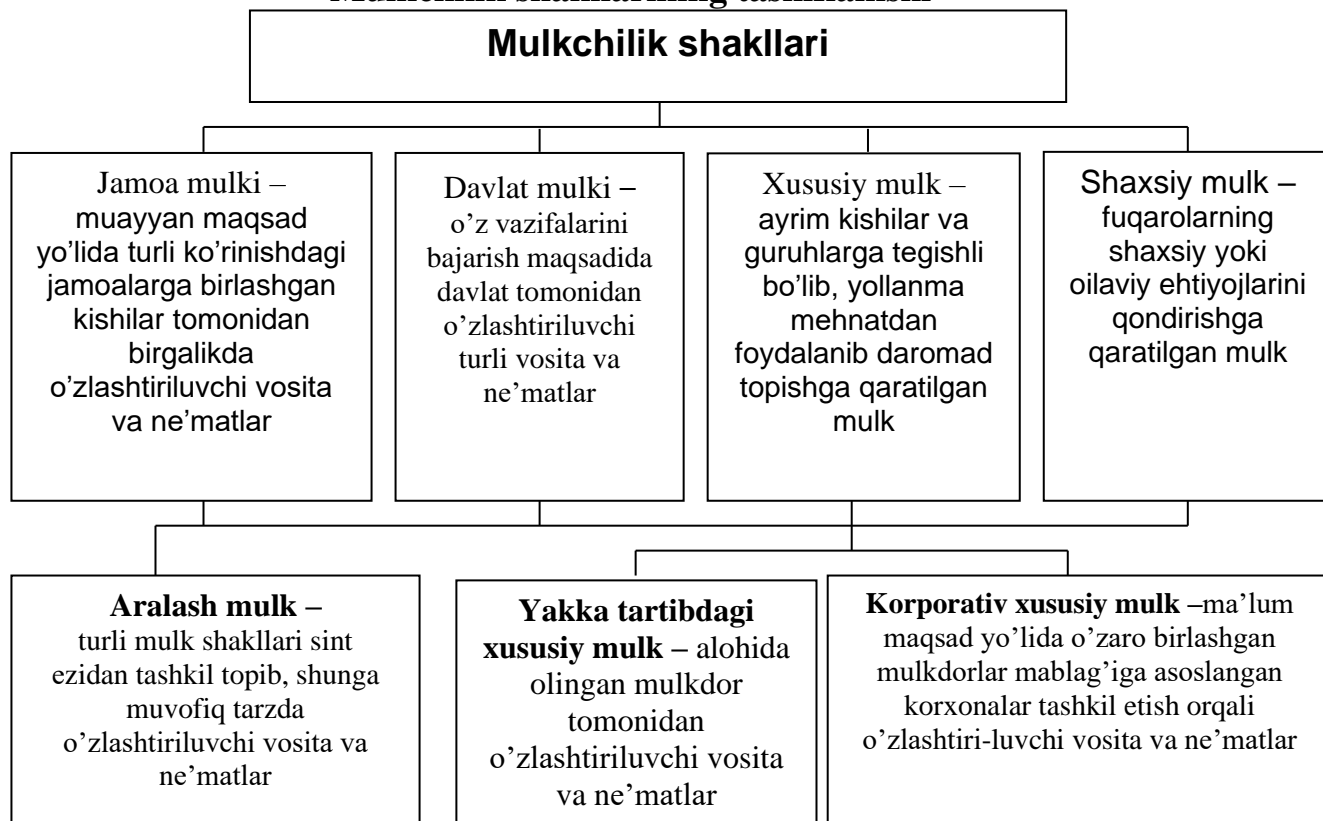 Mulkchilik shakllari
Jamoa mulki –
muayyan maqsad
yo’lida turli ko’rinishdagi
jamoalarga birlashgan
kishilar tomonidan
birgalikda
o’zlashtiriluvchi vosita
va ne’matlar
Davlat mulki –
o’z vazifalarini
bajarish maqsadida
davlat tomonidan
o’zlashtiriluvchi
turli vosita va
ne’matlar
Xususiy mulk –
ayrim kishilar va
guruhlarga tegishli
bo’lib, yollanma
mehnatdan
foydalanib daromad
topishga qaratilgan
mulk
Shaxsiy mulk –
fuqarolarning
shaxsiy yoki
oilaviy ehtiyojlarini
qondirishga
qaratilgan mulk
Aralash mulk –
turli mulk shakllari sint
ezidan tashkil topib, shunga
muvofiq tarzda
o’zlashtiriluvchi vosita va
ne’matlar
Yakka tartibdagi
xususiy mulk – alohida
olingan mulkdor
tomonidan
o’zlashtiriluvchi vosita
va ne’matlar
Korporativ xususiy mulk –ma’lum
maqsad yo’lida o’zaro birlashgan
mulkdorlar mablag’iga asoslangan
korxonalar tashkil etish orqali
o’zlashtiri-luvchi vosita va ne’matlar